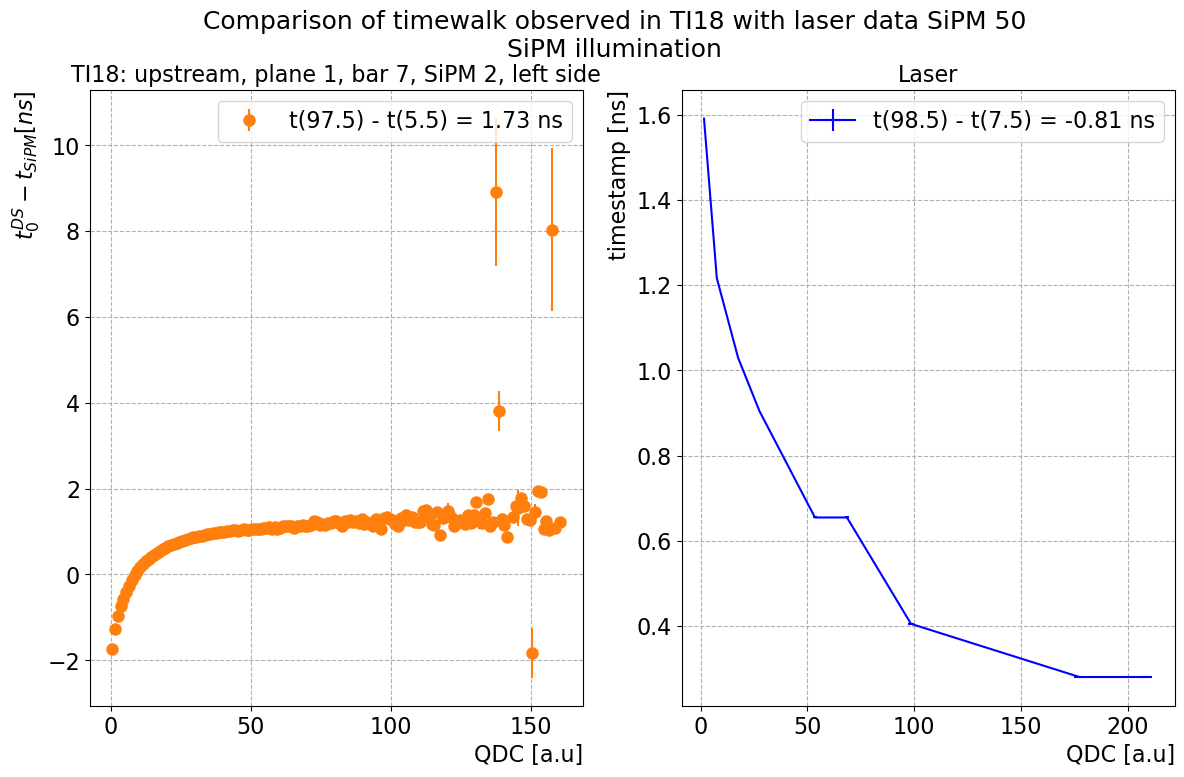 Comparison of timewalk observed in TI18 with laser data SiPM 50
SiPM illumination
TI18: upstream, plane 1, bar 7, SiPM 2, left side
t(97.5) - t(5.5) = 1.73 ns
t_0^{DS} − t_{SiPM}[ns]
10
8
6
4
2
0
−2
0
50
100
150
QDC [a.u]
Laser
t(98.5) - t(7.5) = -0.81 ns
timestamp [ns]
1.6
1.4
1.2
1.0
0.8
0.6
0.4
0
50
100
150
200
QDC [a.u]